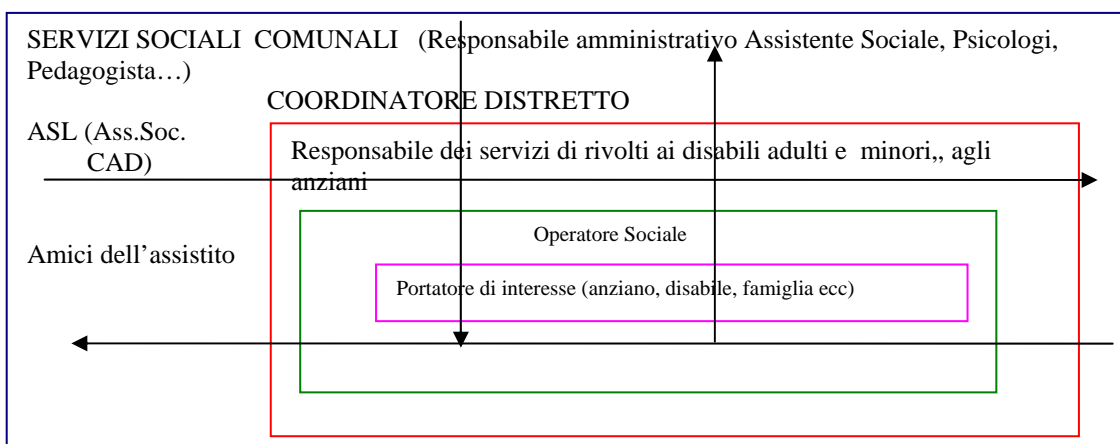 SERVIZI SOCIALI COMUNALI (Responsabile amministrativo Assistente Sociale, Psicologi,
Pedagogista…)
COORDINATORE DISTRETTO
ASL (Ass.Soc.
CAD)
Responsabile dei servizi di rivolti ai disabili adulti e minori,, agli
anziani
Operatore Sociale
Amici dell’assistito
Portatore di interesse (anziano, disabile, famiglia ecc)